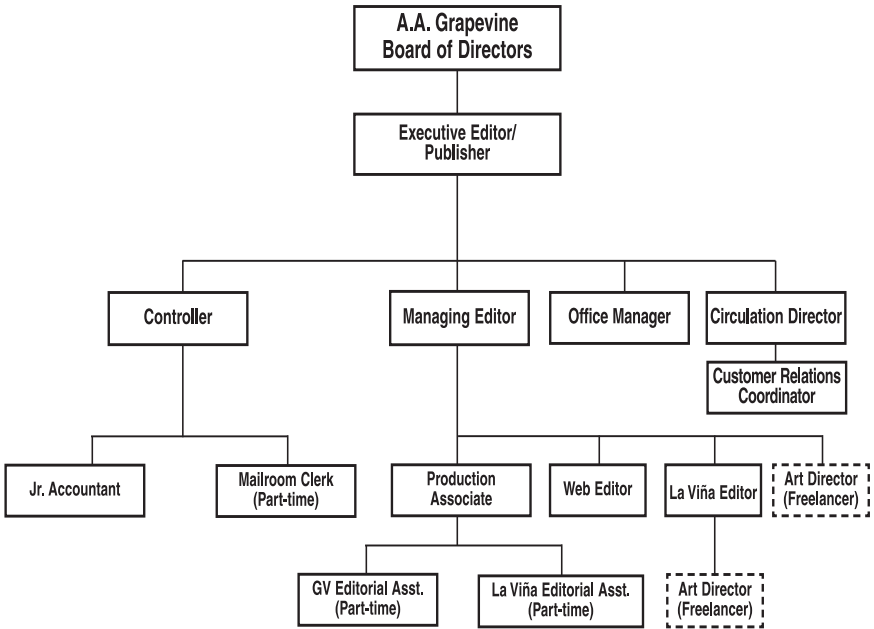 A.A. Grapevine
Board of Directors
Executive Editor/
Publisher
Controller
Managing Editor
Office Manager
Circulation Director
Customer Relations
Coordinator
Jr. Accountant
Mailroom Clerk
(Part-time)
Production
Associate
Web Editor
La Viña Editor
Art Director
(Freelancer)
GV Editorial Asst.
(Part-time)
La Viña Editorial Asst.
(Part-time)
Art Director
(Freelancer)